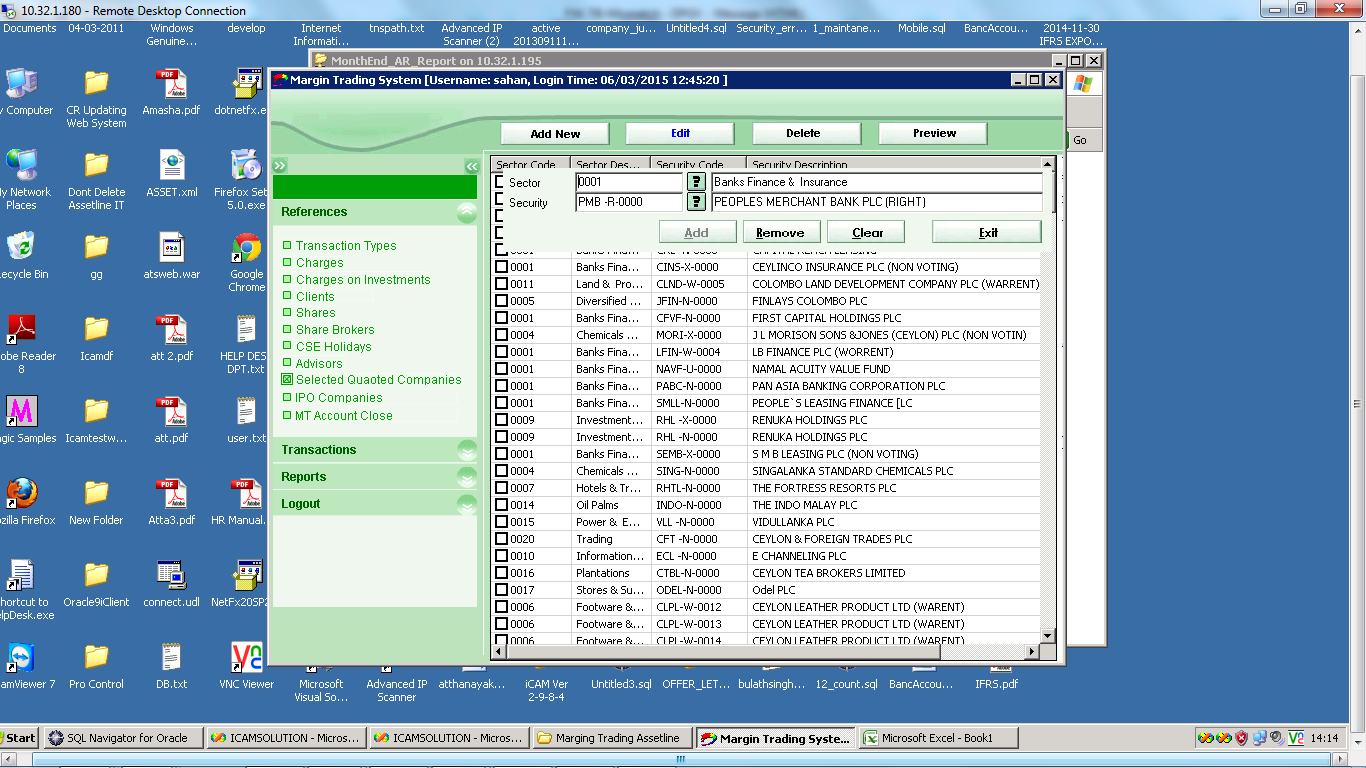 10.32.1.180 - Remote Desktop Connection
Documents
04-03-2011
Windows Genuine...
develop
Internet Informati...
tnspath.txt
Advanced IP Scanner (2)
active 201309111...
company_ju...
Untitled4.sql
Security_err...
1_maintane...
Mobile.sql
BancAccou...
2014-11-30 IFRS EXPO...
MonthEnd_AR_Report on 10.32.1.195
Margin Trading System [Username: sahan, Login Time: 06/03/2015 12:45:20 ]
Add New
Edit
Delete
Preview
Go
y Computer
CR Updating Web System
Amasha.pdf
dotnetfx.e
y Network Places
Dont Delete Assetline IT
ASSET.xml
Firefox Set 5.0.exe
ecycle Bin
gg
atsweb.war
Google Chrome
obe Reader 8
Icamdf
att 2.pdf
HELP DES DPT.txt
agic Samples
Icamtestw...
att.pdf
user.txt
ozilla Firefox
New Folder
Atta3.pdf
HR Manual.
hortcut to elpDesk.exe
Oracle9iClient
connect.udl
NetFx20SP2
amViewer 7
Pro Control
DB.txt
VNC Viewer
References
Transaction Types
Charges
Charges on Investments
Clients
Shares
Share Brokers
CSE Holidays
Advisors
Selected Quaoted Companies
IPO Companies
MT Account Close
Transactions
Reports
Logout
Sector Code Sector Des... Security Code Security Description
Sector 0001 ? Banks Finance & Insurance
Security PMB -R-0000 ? PEOPLES MERCHANT BANK PLC (RIGHT)
Add Remove Clear Exit
0001 Banks Fina... CINS-X-0000 CEYLINCO INSURANCE PLC (NON VOTING)
0011 Land & Pro... CLND-W-0005 COLOMBO LAND DEVELOPMENT COMPANY PLC (WARRENT)
0005 Diversified ... JFIN-N-0000 FINLAYS COLOMBO PLC
0001 Banks Fina... CFVF-N-0000 FIRST CAPITAL HOLDINGS PLC
0004 Chemicals ... MORI-X-0000 J L MORISON SONS &JONES (CEYLON) PLC (NON VOTIN)
0001 Banks Fina... LFIN-W-0004 LB FINANCE PLC (WORRENT)
0001 Banks Fina... NAVF-U-0000 NAMAL ACUITY VALUE FUND
0001 Banks Fina... PABC-N-0000 PAN ASIA BANKING CORPORATION PLC
0001 Banks Fina... SMLL-N-0000 PEOPLE`S LEASING FINANCE [LC
0009 Investment... RHL -X-0000 RENUKA HOLDINGS PLC
0009 Investment... RHL -N-0000 RENUKA HOLDINGS PLC
0001 Banks Fina... SEMB-X-0000 S M B LEASING PLC (NON VOTING)
0004 Chemicals ... SING-N-0000 SINGALANKA STANDARD CHEMICALS PLC
0007 Hotels & Tr... RHTL-N-0000 THE FORTRESS RESORTS PLC
0014 Oil Palms INDO-N-0000 THE INDO MALAY PLC
0015 Power & E... VLL -N-0000 VIDULLANKA PLC
0020 Trading CFT -N-0000 CEYLON & FOREIGN TRADES PLC
0010 Information... ECL -N-0000 E CHANNELING PLC
0016 Plantations CTBL-N-0000 CEYLON TEA BROKERS LIMITED
0017 Stores & Su... ODEL-N-0000 Odel PLC
0006 Footware &... CLPL-W-0012 CEYLON LEATHER PRODUCT LTD (WARENT)
0006 Footware &... CLPL-W-0013 CEYLON LEATHER PRODUCT LTD (WARENT)
0006 Footware &... CLPL-W-0014 CEYLON LEATHER PRODUCT LTD (WARENT)
Microsoft Visual So...
Advanced IP Scanner
atthanayak...
iCAM Ver 2-9-8-4
Untitled3.sql
OFFER_LET...
bulathsingh...
12_count.sql
BancAccou...
IFRS.pdf
Start
SQL Navigator for Oracle
ICAMSOLUTION - Micros...
ICAMSOLUTION - Micros...
Marging Trading Assetline
Margin Trading Syste...
Microsoft Excel - Book1
14:14